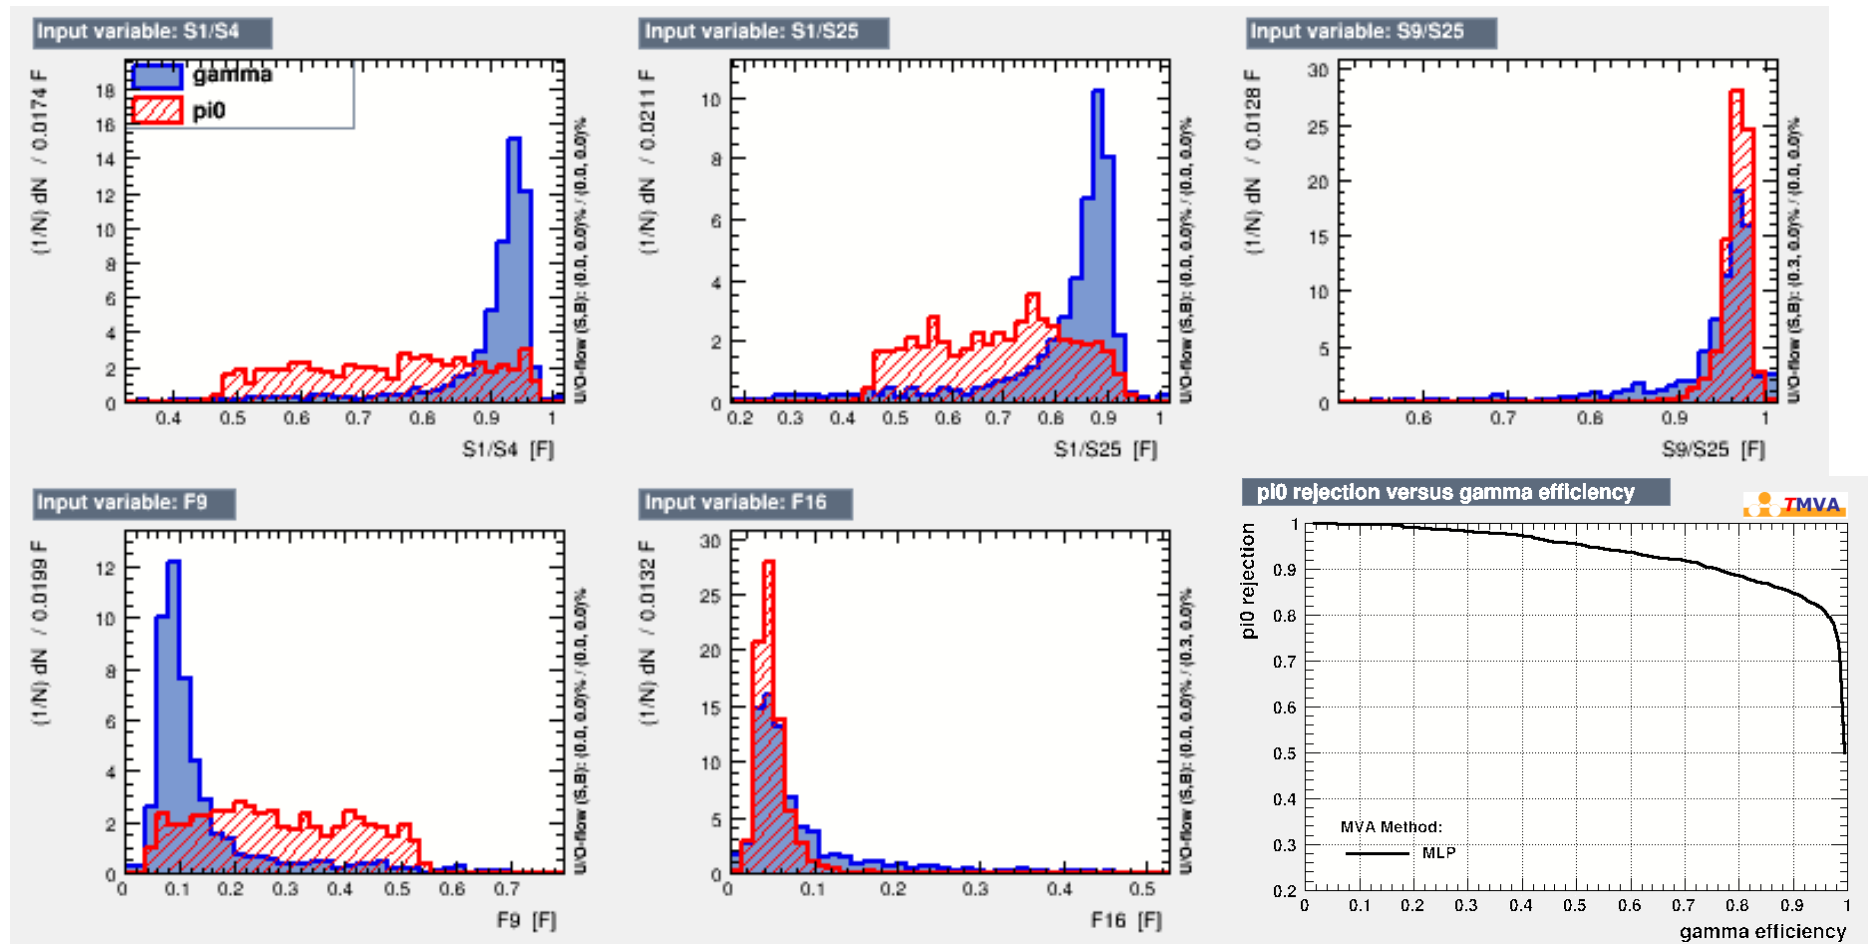 Input variable: S1/S4
(1/N) dN / 0.0174 F
gamma
pi0
18
16
14
12
10
8
6
4
2
0
0.4 0.5 0.6 0.7 0.8 0.9 1
S1/S4 [F]
U/O-flow (S,B): (0.0, 0.0)% / (0.0, 0.0)%
Input variable: S1/S25
(1/N) dN / 0.0211 F
10
8
6
4
2
0
0.2 0.3 0.4 0.5 0.6 0.7 0.8 0.9 1
S1/S25 [F]
U/O-flow (S,B): (0.0, 0.0)% / (0.0, 0.0)%
Input variable: S9/S25
(1/N) dN / 0.0128 F
30
25
20
15
10
5
0
0.6 0.7 0.8 0.9 1
S9/S25 [F]
U/O-flow (S,B): (0.3, 0.0)% / (0.0, 0.0)%
Input variable: F9
(1/N) dN / 0.0199 F
12
10
8
6
4
2
0
0 0.1 0.2 0.3 0.4 0.5 0.6 0.7
F9 [F]
U/O-flow (S,B): (0.0, 0.0)% / (0.0, 0.0)%
Input variable: F16
(1/N) dN / 0.0132 F
30
25
20
15
10
5
0
0 0.1 0.2 0.3 0.4 0.5
F16 [F]
U/O-flow (S,B): (0.0, 0.0)% / (0.3, 0.0)%
pi0 rejection versus gamma efficiency
TMVA
pi0 rejection
1
0.9
0.8
0.7
0.6
0.5
0.4
0.3
0.2
MVA Method:
MLP
0 0.1 0.2 0.3 0.4 0.5 0.6 0.7 0.8 0.9 1
gamma efficiency